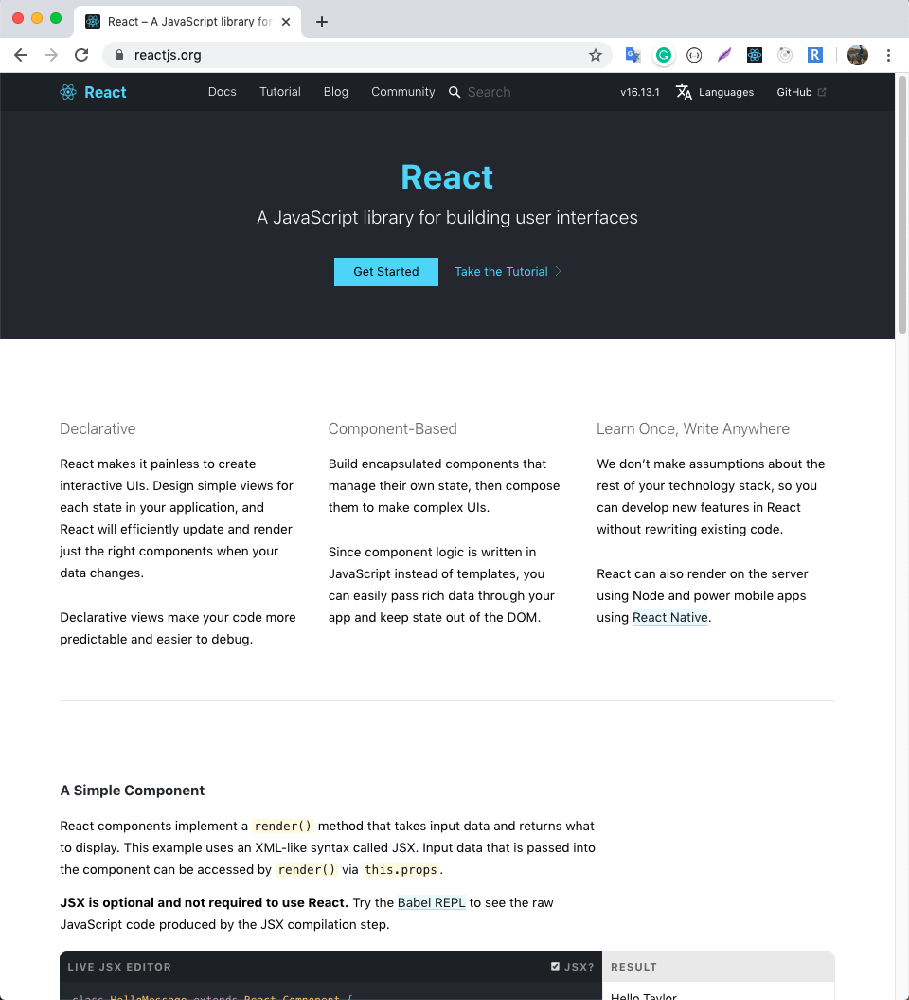 React – A JavaScript library for
reactjs.org
React Docs Tutorial Blog Community Search v16.13.1 Languages GitHub
React
A JavaScript library for building user interfaces
Get Started Take the Tutorial
Declarative
React makes it painless to create
interactive UIs. Design simple views for
each state in your application, and
React will efficiently update and render
just the right components when your
data changes.
Declarative views make your code more
predictable and easier to debug.
Component-Based
Build encapsulated components that
manage their own state, then compose
them to make complex UIs.
Since component logic is written in
JavaScript instead of templates, you
can easily pass rich data through your
app and keep state out of the DOM.
Learn Once, Write Anywhere
We don’t make assumptions about the
rest of your technology stack, so you
can develop new features in React
without rewriting existing code.
React can also render on the server
using Node and power mobile apps
using React Native.
A Simple Component
React components implement a render() method that takes input data and returns what
to display. This example uses an XML-like syntax called JSX. Input data that is passed into
the component can be accessed by render() via this.props.
JSX is optional and not required to use React. Try the Babel REPL to see the raw
JavaScript code produced by the JSX compilation step.
LIVE JSX EDITOR JSX? RESULT
class HelloMessage extends React.Component {
Hello Taylor